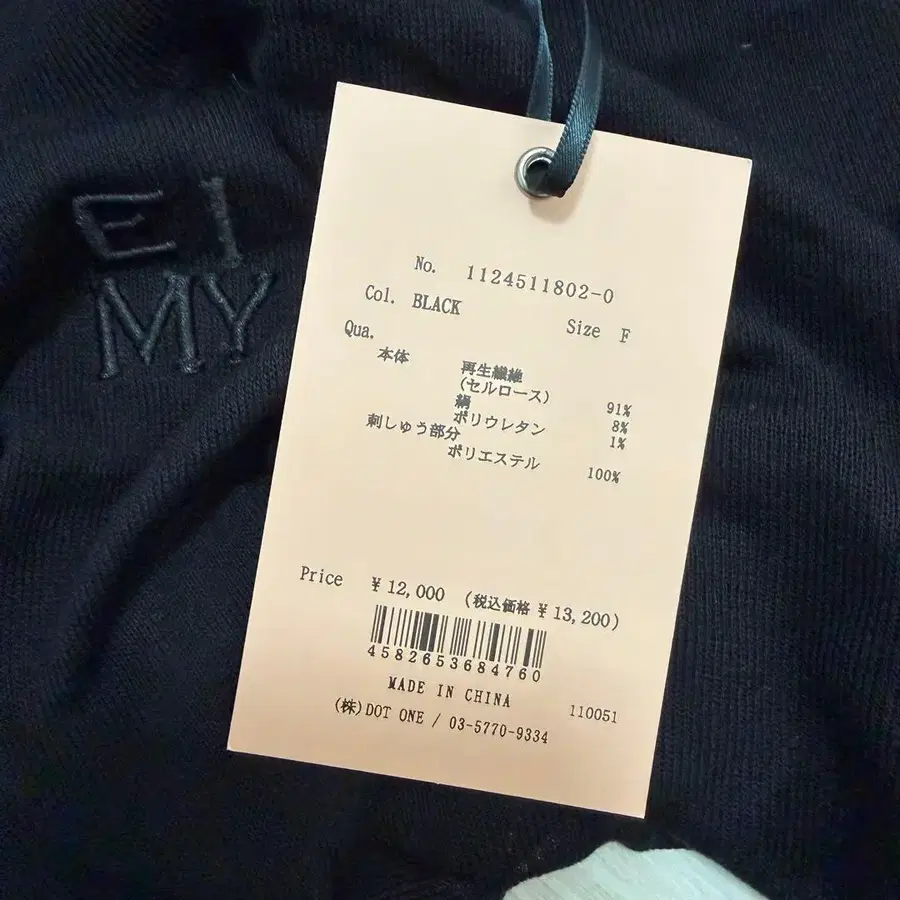 EI
MY
No. 1124511802-0
Col. BLACK
Size F
Qua.
本体 再生繊維
(セルロース) 91%
絹 8%
ポリウレタン 1%
刺しゅう部分
ポリエステル 100%
Price ¥12,000 (税込価格 ¥13,200)
4582653684760
MADE IN CHINA
110051
(株)DOT ONE / 03-5770-9334